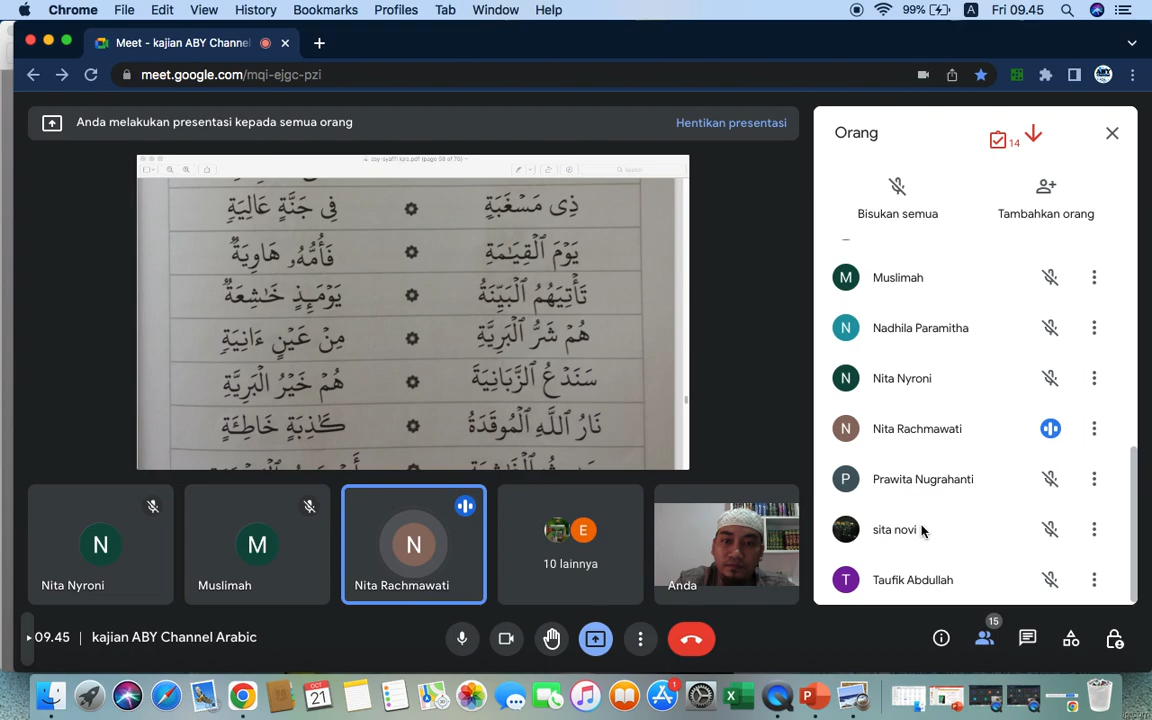 Chrome File Edit View History Bookmarks Profiles Tab Window Help
99% A Fri 09.45
Meet - kajian ABY Channel
meet.google.com/mqi-ejgc-pzi
Anda melakukan presentasi kepada semua orang
Hentikan presentasi
ذِى مَسْغَبَةٍ فِى جَنَّةٍ عَالِيَةٍ
يَوْمَ ٱلْقِيَـٰمَةِ فَأُمُّهُۥ هَاوِيَةٌ
تَأْتِيَهُمُ ٱلْبَيِّنَةُ يَوْمَئِذٍ خَـٰشِعَةٌ
هُمْ شَرُّ ٱلْبَرِيَّةِ مِنْ عَيْنٍ ءَانِيَةٍ
سَنَدْعُ ٱلزَّبَانِيَةَ هُمْ خَيْرُ ٱلْبَرِيَّةِ
نَارُ ٱللَّهِ ٱلْمُوقَدَةُ كَـٰذِبَةٍ خَاطِئَةٍ
Orang
14
Bisukan semua
Tambahkan orang
M Muslimah
N Nadhila Paramitha
N Nita Nyroni
N Nita Rachmawati
P Prawita Nugrahanti
sita novi
T Taufik Abdullah
N
Nita Nyroni
M
Muslimah
N
Nita Rachmawati
E
10 lainnya
Anda
09.45 | kajian ABY Channel Arabic
15
OCT
21
1